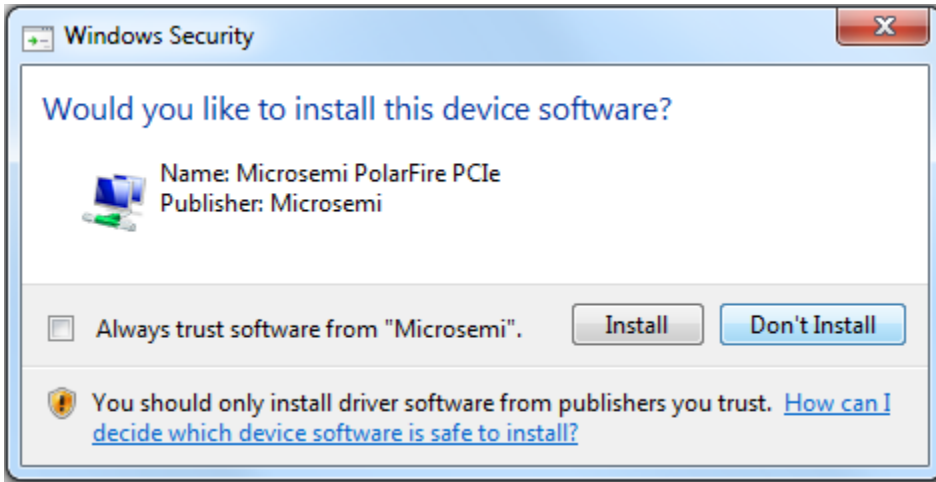 Windows Security
Would you like to install this device software?
Name: Microsemi PolarFire PCIe
Publisher: Microsemi
Always trust software from "Microsemi".
Install
Don't Install
You should only install driver software from publishers you trust. How can I
decide which device software is safe to install?